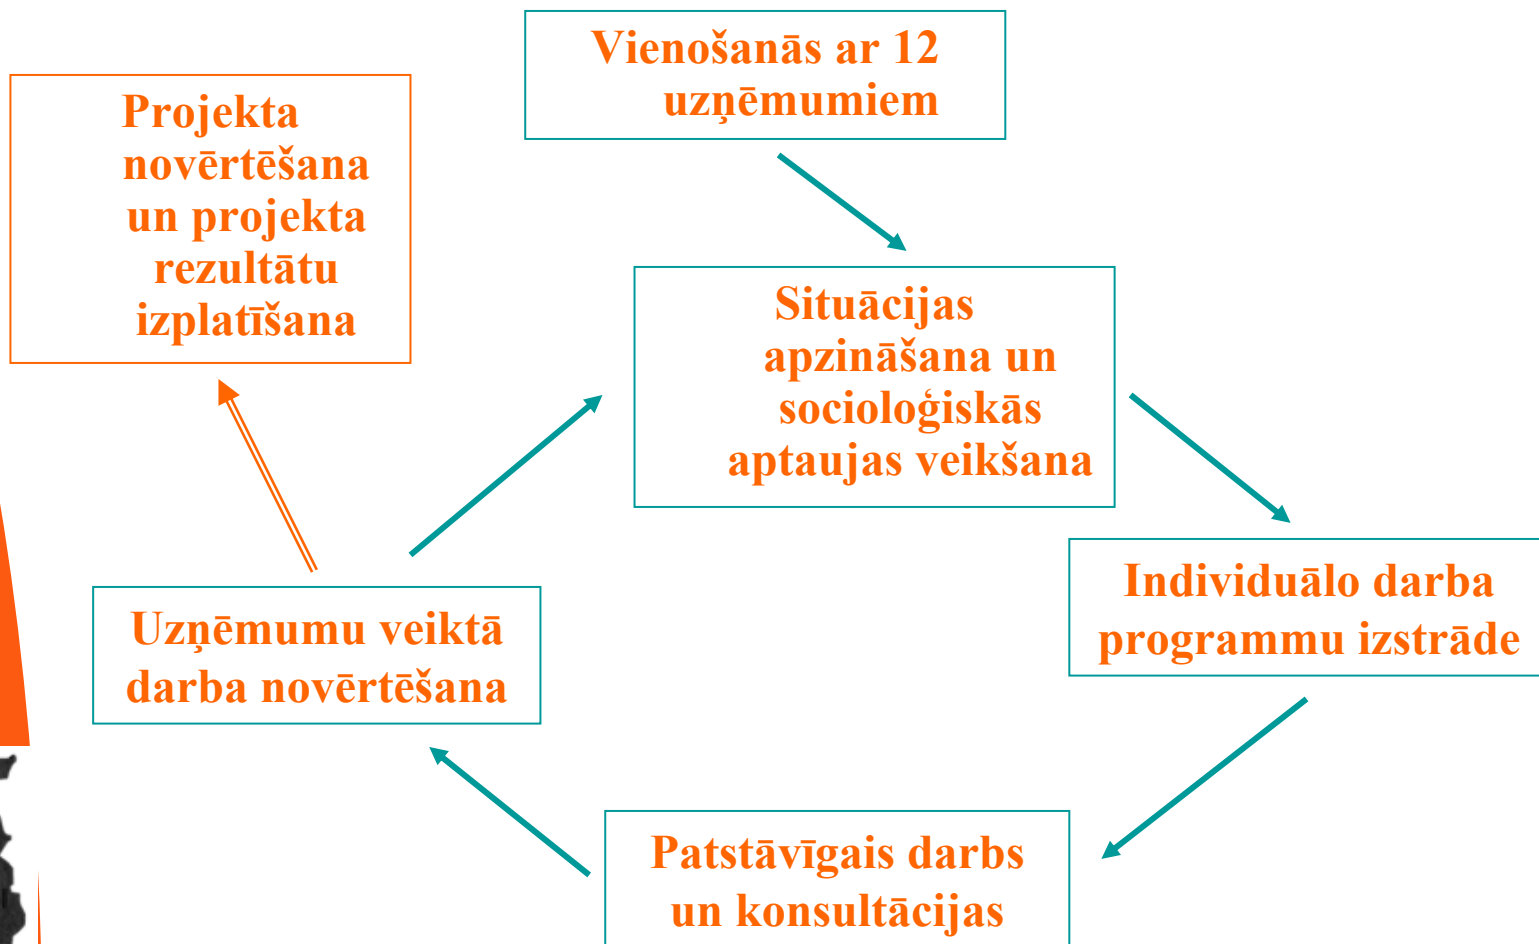 Vienošanās ar 12
uzņēmumiem
Projekta
novērtēšana
un projekta
rezultātu
izplatīšana
Situācijas
apzināšana un
socioloģiskās
aptaujas veikšana
Individuālo darba
programmu izstrāde
Uzņēmumu veiktā
darba novērtēšana
Patstāvīgais darbs
un konsultācijas